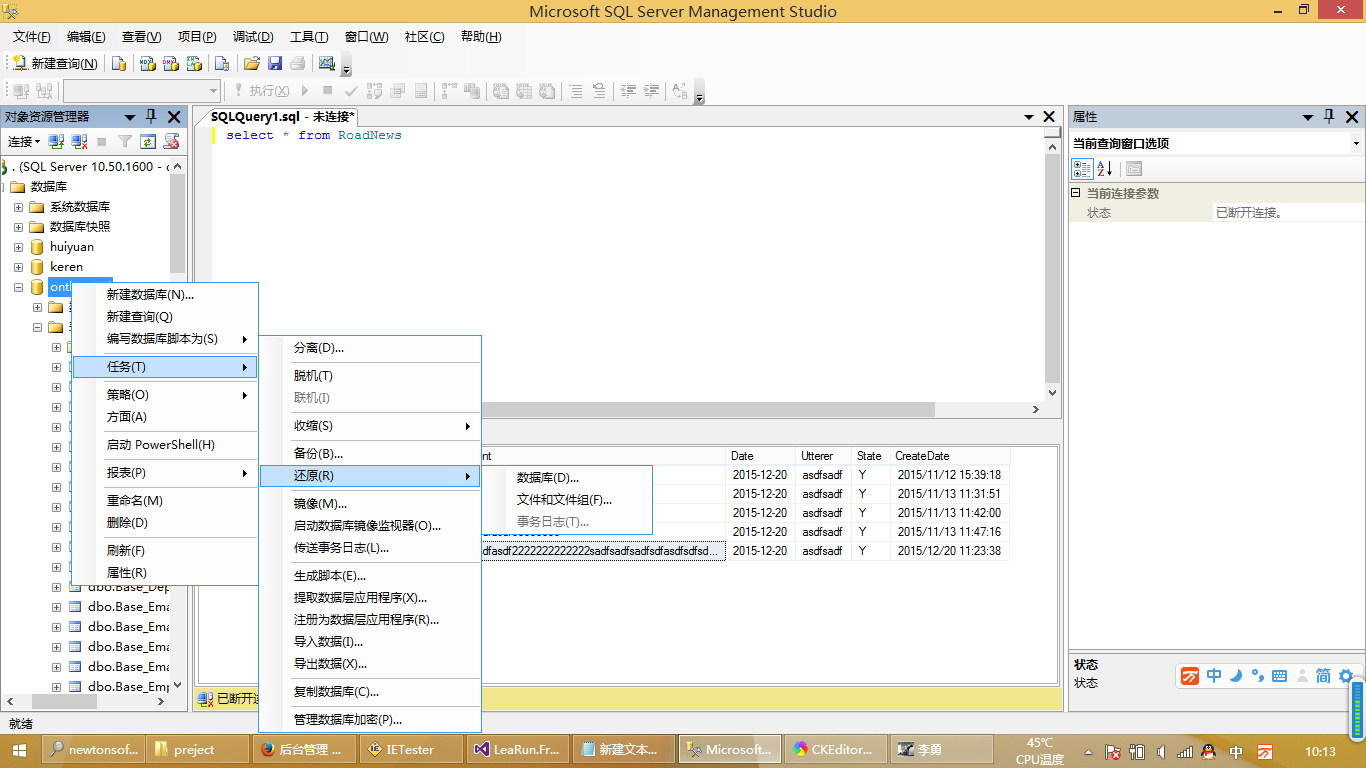 Microsoft SQL Server Management Studio
文件(F) 编辑(E) 查看(V) 项目(P) 调试(D) 工具(T) 窗口(W) 社区(C) 帮助(H)
新建查询(N)
执行(X)
对象资源管理器
连接
. (SQL Server 10.50.1600 -
数据库
系统数据库
数据库快照
huiyuan
keren
dbo.Base_Ema
dbo.Base_Ema
dbo.Base_Ema
dbo.Base_Ema
dbo.Base_Emp
新建数据库(N)...
新建查询(Q)
编写数据库脚本为(S)
任务(T)
策略(O)
方面(A)
启动 PowerShell(H)
报表(P)
重命名(M)
删除(D)
刷新(F)
属性(R)
分离(D)...
脱机(T)
联机(I)
收缩(S)
备份(B)...
还原(R)
镜像(M)...
启动数据库镜像监视器(O)...
传送事务日志(L)...
生成脚本(E)...
提取数据层应用程序(X)...
注册为数据层应用程序(R)...
导入数据(I)...
导出数据(X)...
复制数据库(C)...
管理数据库加密(P)...
数据库(D)...
文件和文件组(F)...
事务日志(T)...
SQLQuery1.sql - 未连接*
select * from RoadNews
nt Date Utterer State CreateDate
2015-12-20 asdfsadf Y 2015/11/12 15:39:18
2015-12-20 asdfsadf Y 2015/11/13 11:31:51
2015-12-20 asdfsadf Y 2015/11/13 11:42:00
2015-12-20 asdfsadf Y 2015/11/13 11:47:16
2015-12-20 asdfsadf Y 2015/12/20 11:23:38
已断开连
属性
当前查询窗口选项
当前连接参数
状态 已断开连接。
状态
状态
中 简
就绪
newtonsof... preject 后台管理 ... IETester LeaRun.Fr... 新建文本... Microsoft... CKEditor... 李勇
45℃
CPU温度
中
10:13